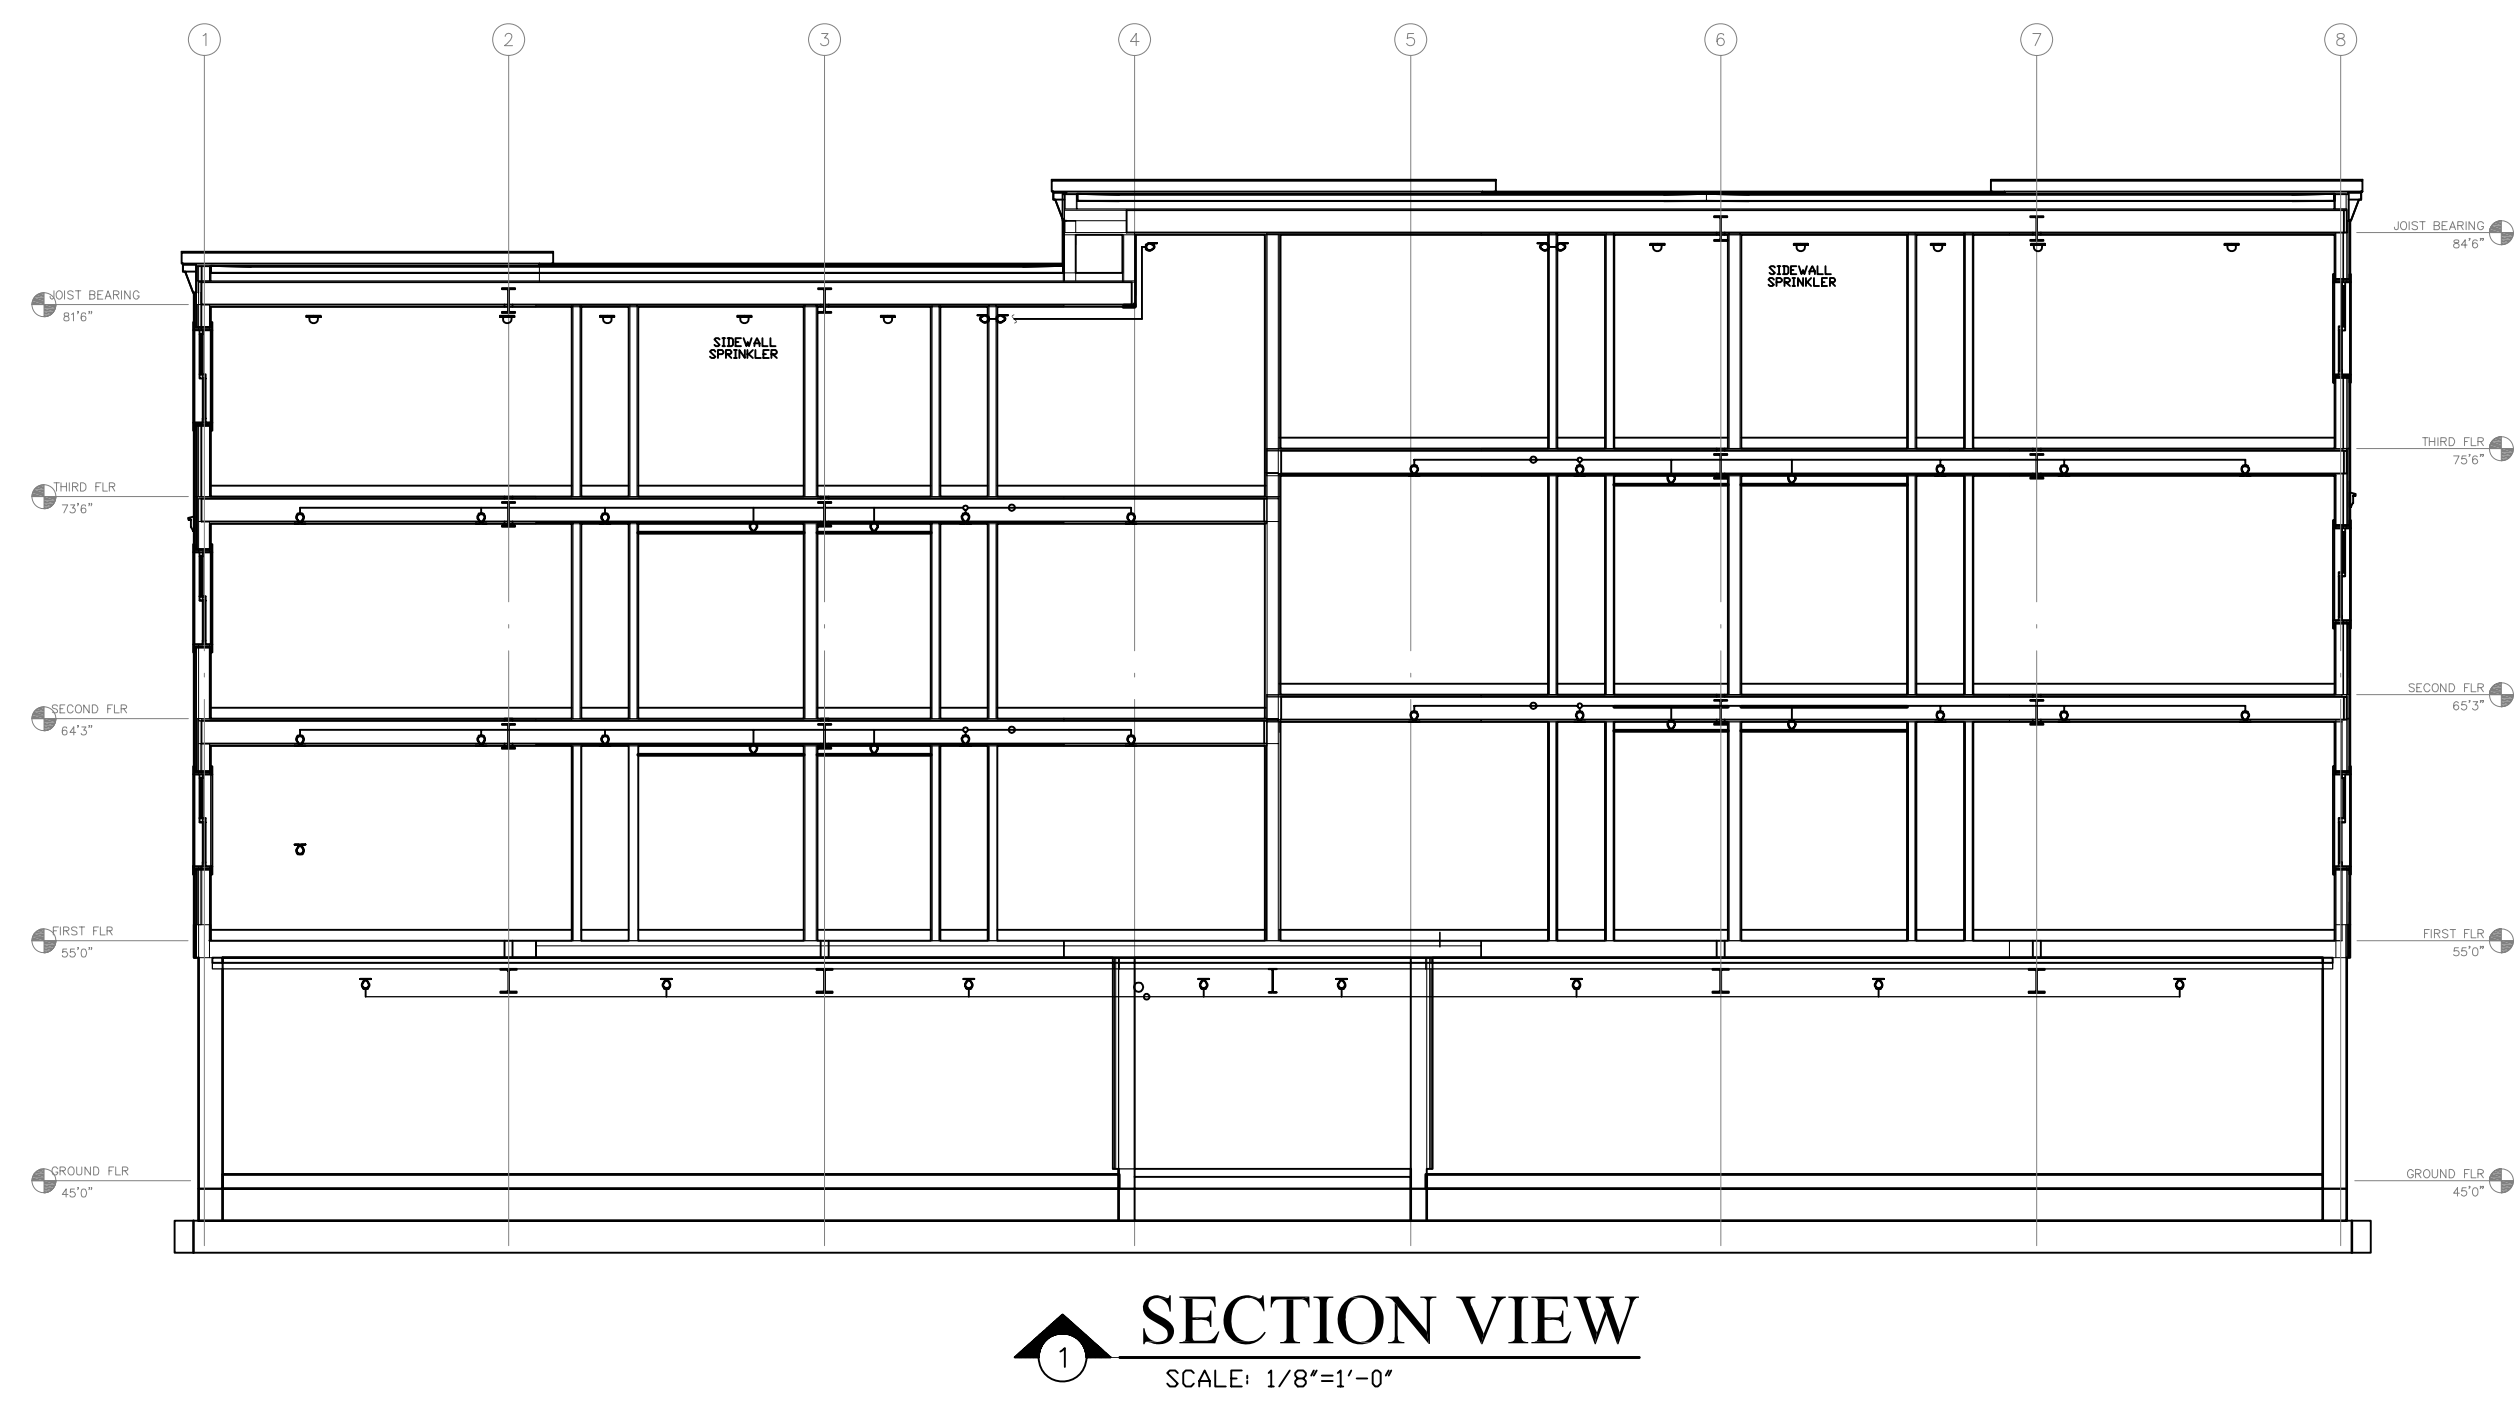 1 2 3 4 5 6 7 8
JOIST BEARING
84'6"
SIDEWALL
SPRINKLER
JOIST BEARING
81'6"
SIDEWALL
SPRINKLER
THIRD FLR
75'6"
THIRD FLR
73'6"
SECOND FLR
65'3"
SECOND FLR
64'3"
FIRST FLR
55'0"
FIRST FLR
55'0"
GROUND FLR
45'0"
GROUND FLR
45'0"
SECTION VIEW
1
SCALE: 1/8"=1'-0"